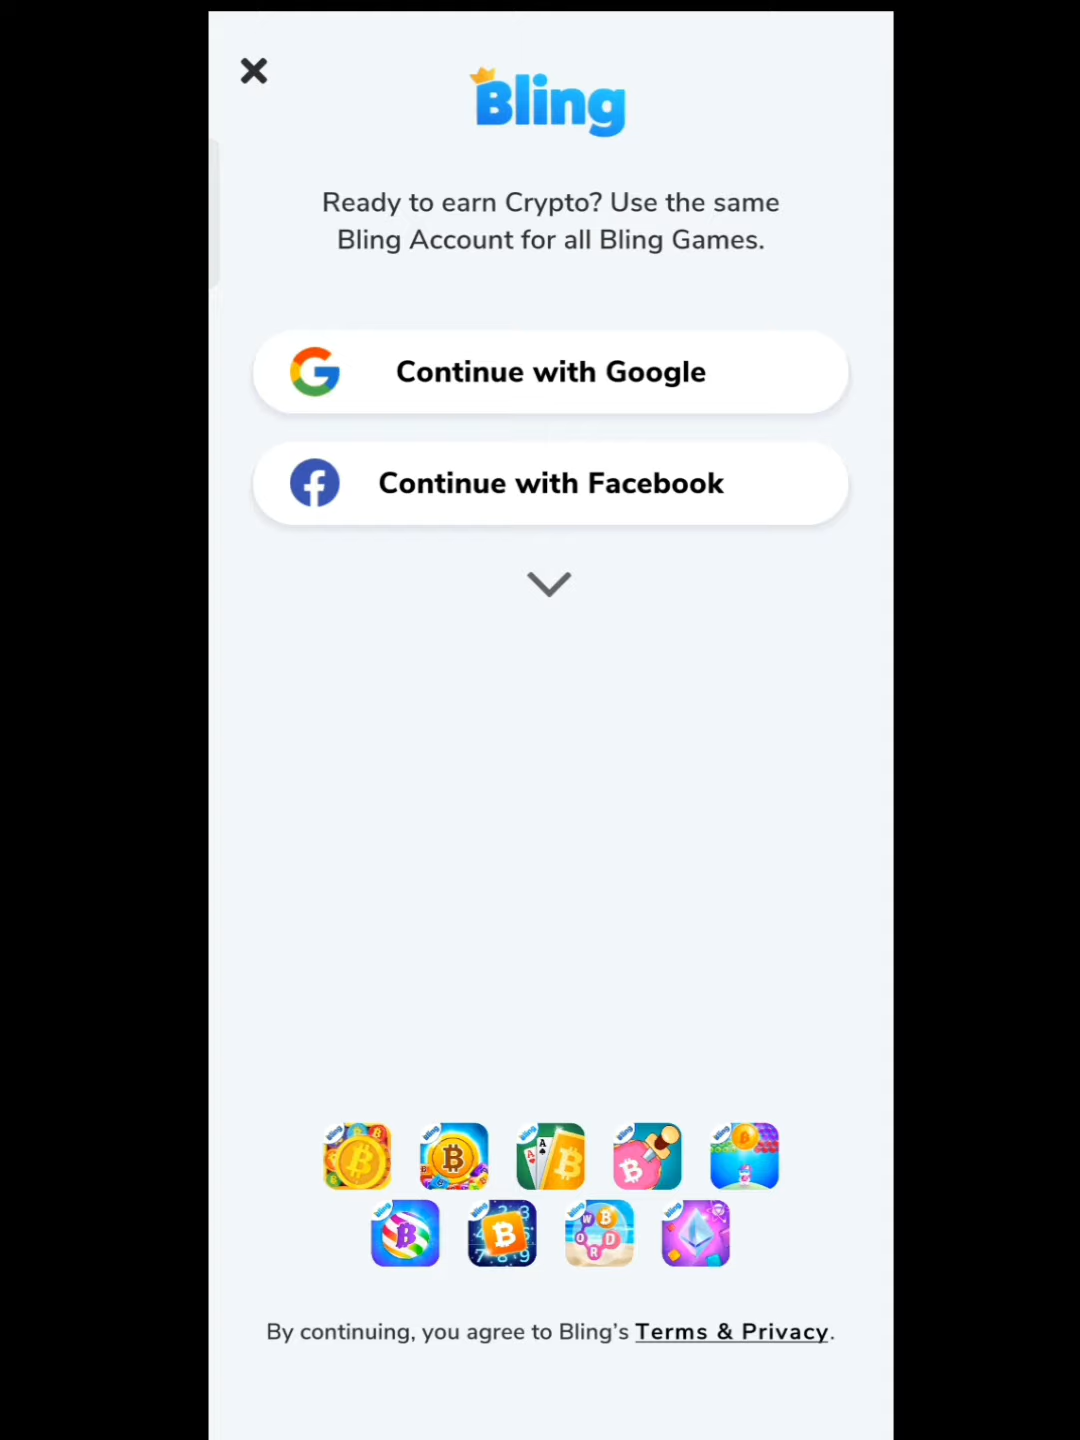 Bling
Ready to earn Crypto? Use the same
Bling Account for all Bling Games.
Continue with Google
Continue with Facebook
By continuing, you agree to Bling's Terms & Privacy.